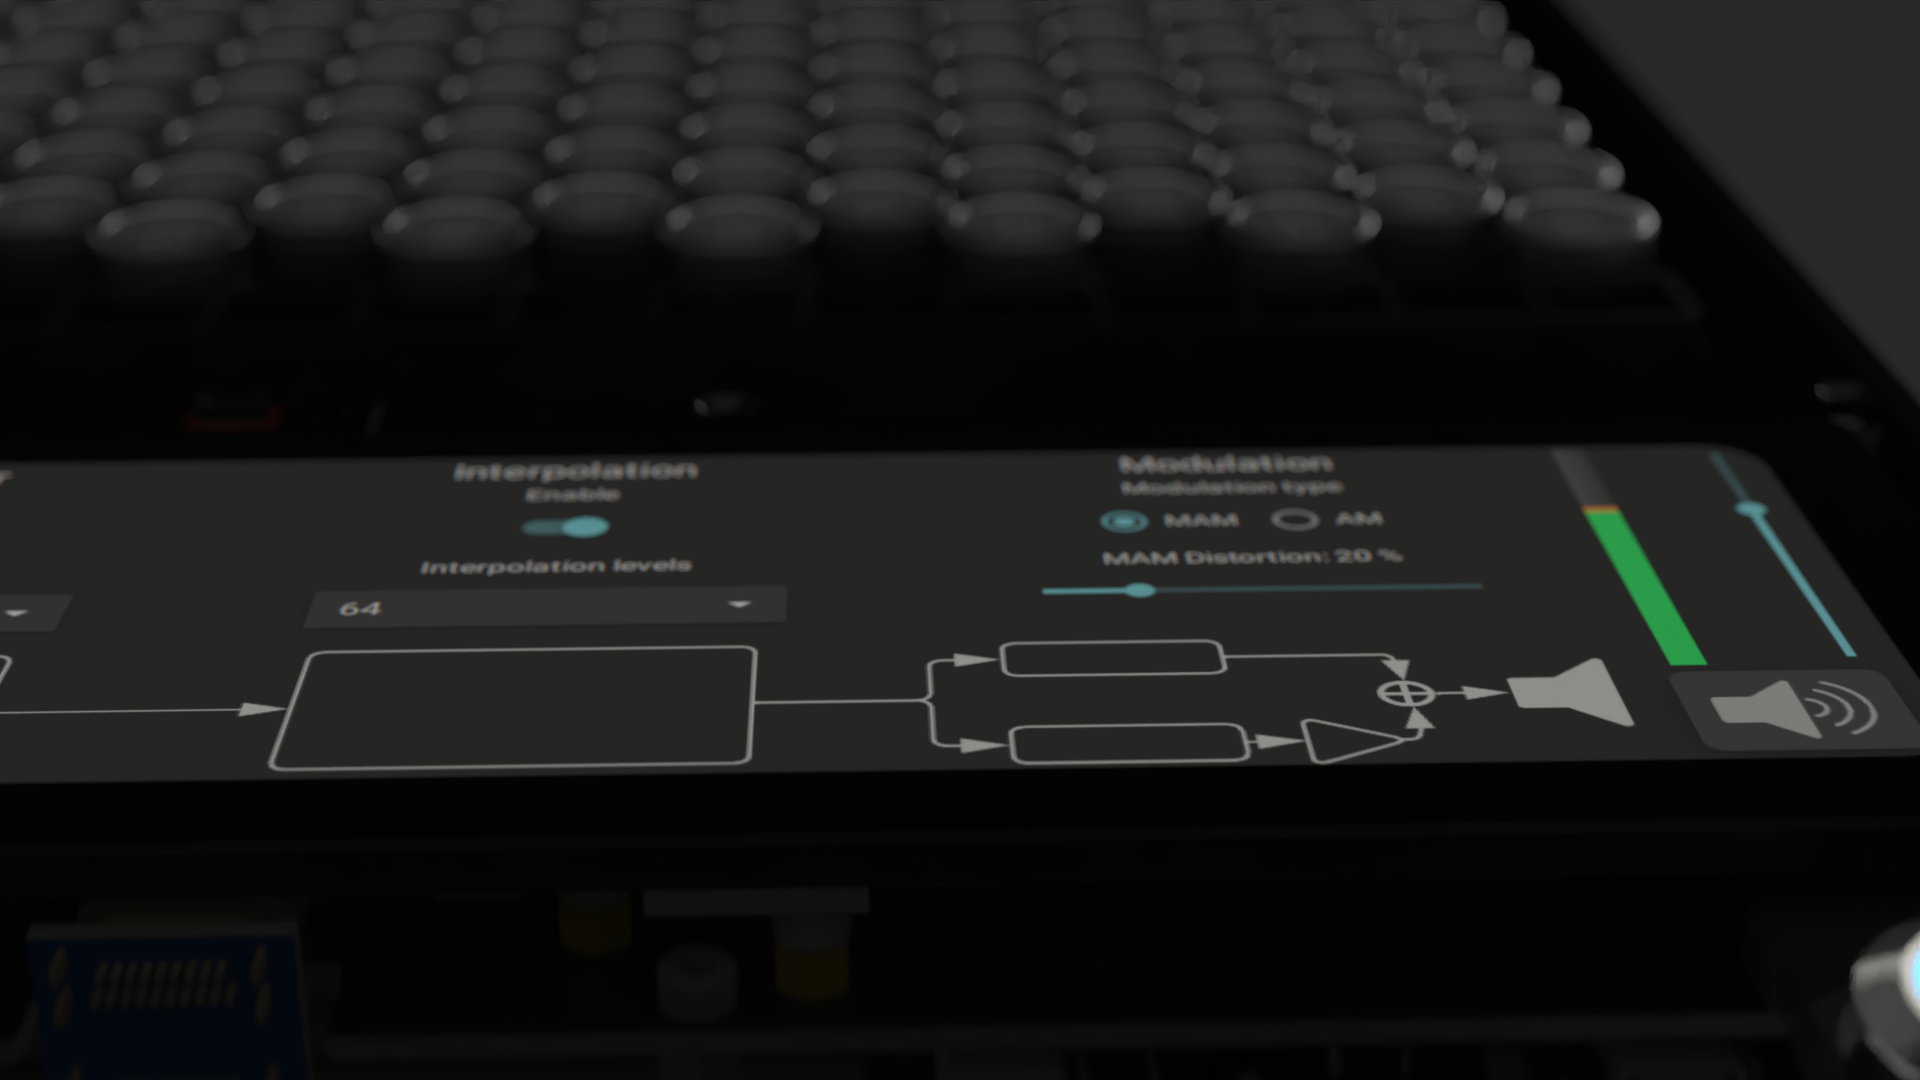 Interpolation
Enable
Interpolation levels
64
Modulation
Modulation type
MAM AM
MAM Distortion: 20 %